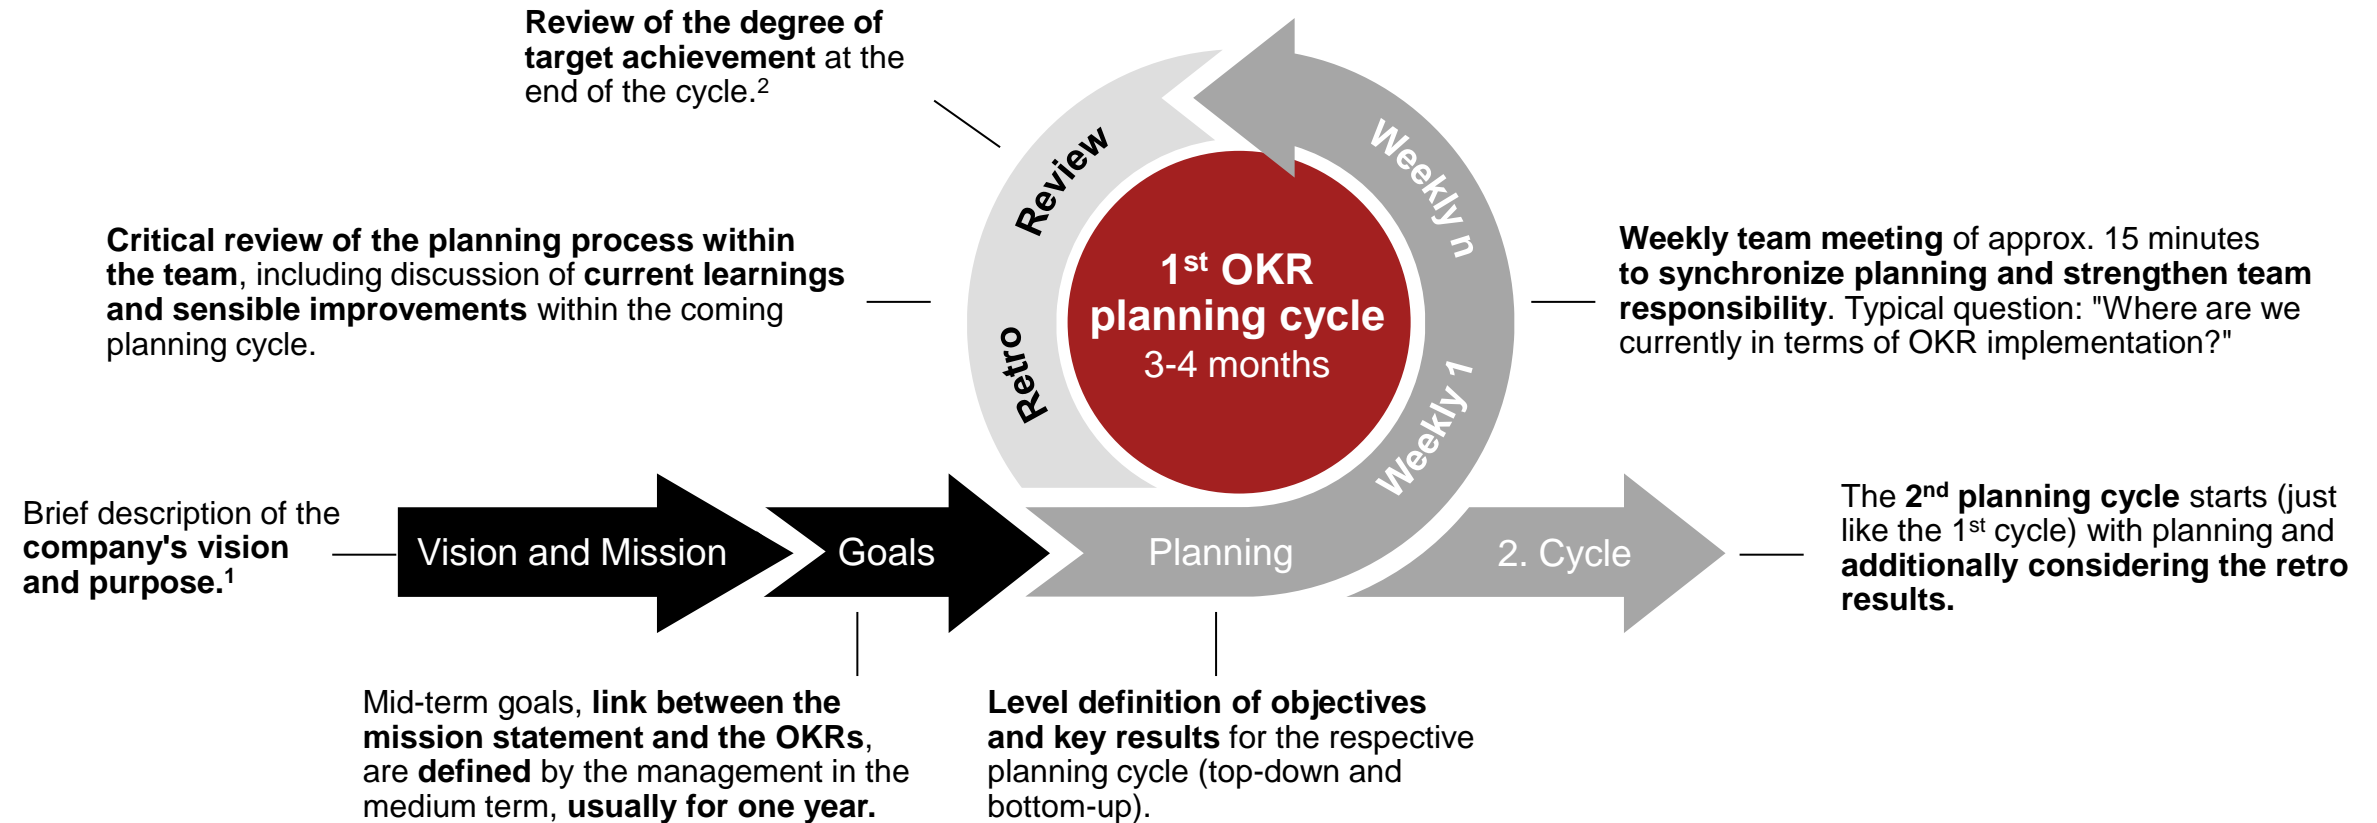 Review of the degree of
target achievement at the
end of the cycle.2
Critical review of the planning process within
the team, including discussion of current learnings
and sensible improvements within the coming
planning cycle.
Review
Retro
1st OKR
planning cycle
3-4 months
Weekly n
Weekly 1
Weekly team meeting of approx. 15 minutes
to synchronize planning and strengthen team
responsibility. Typical question: "Where are we
currently in terms of OKR implementation?"
Brief description of the
company's vision
and purpose.1
Vision and Mission
Goals
Planning
2. Cycle
The 2nd planning cycle starts (just
like the 1st cycle) with planning and
additionally considering the retro
results.
Mid-term goals, link between the
mission statement and the OKRs,
are defined by the management in the
medium term, usually for one year.
Level definition of objectives
and key results for the respective
planning cycle (top-down and
bottom-up).